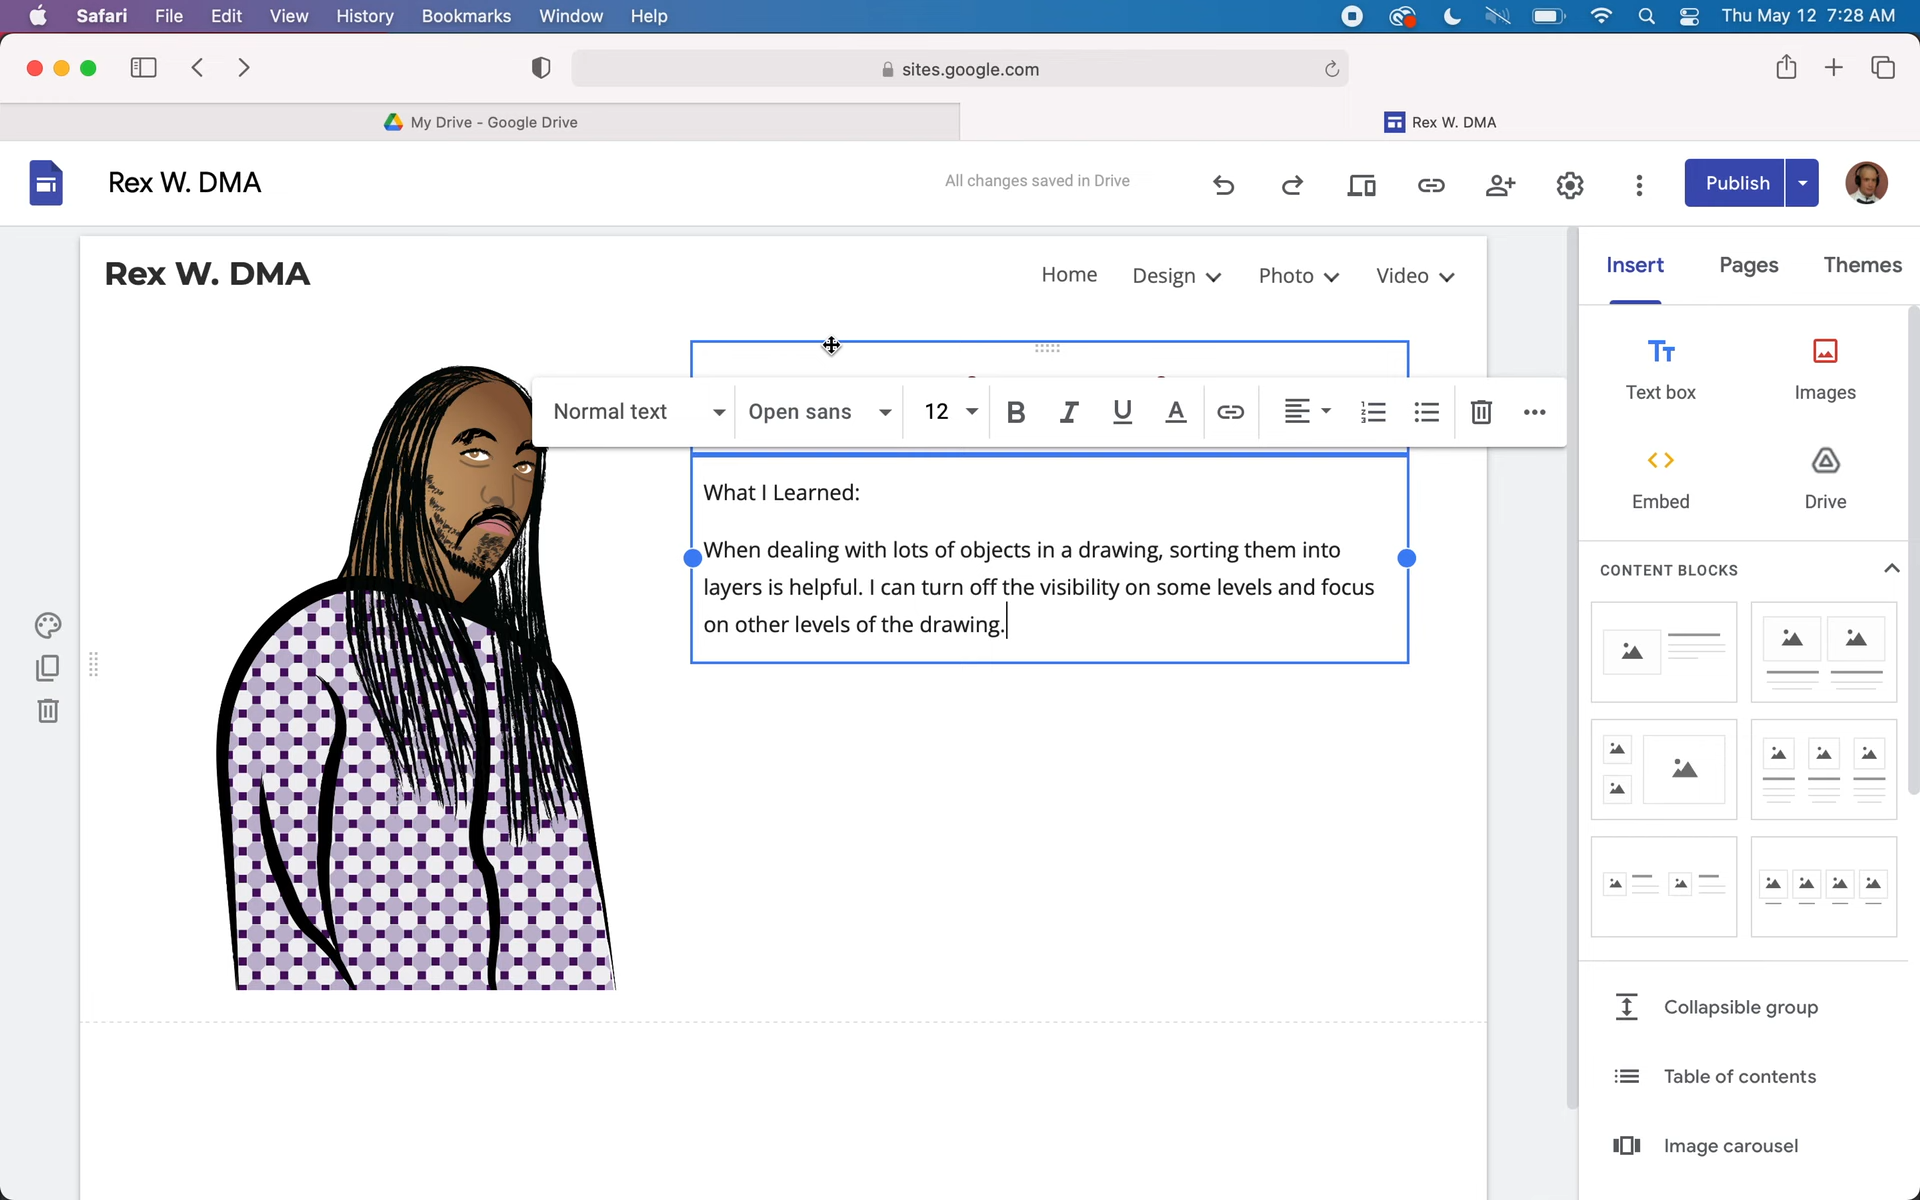 Safari File Edit View History Bookmarks Window Help Thu May 12 7:28 AM
sites.google.com
My Drive - Google Drive Rex W. DMA
Rex W. DMA All changes saved in Drive Publish
Rex W. DMA Home Design Photo Video
Insert Pages Themes
Normal text Open sans 12 B I U A
Text box Images
Embed Drive
What I Learned:
When dealing with lots of objects in a drawing, sorting them into
layers is helpful. I can turn off the visibility on some levels and focus
on other levels of the drawing.
CONTENT BLOCKS
Collapsible group
Table of contents
Image carousel